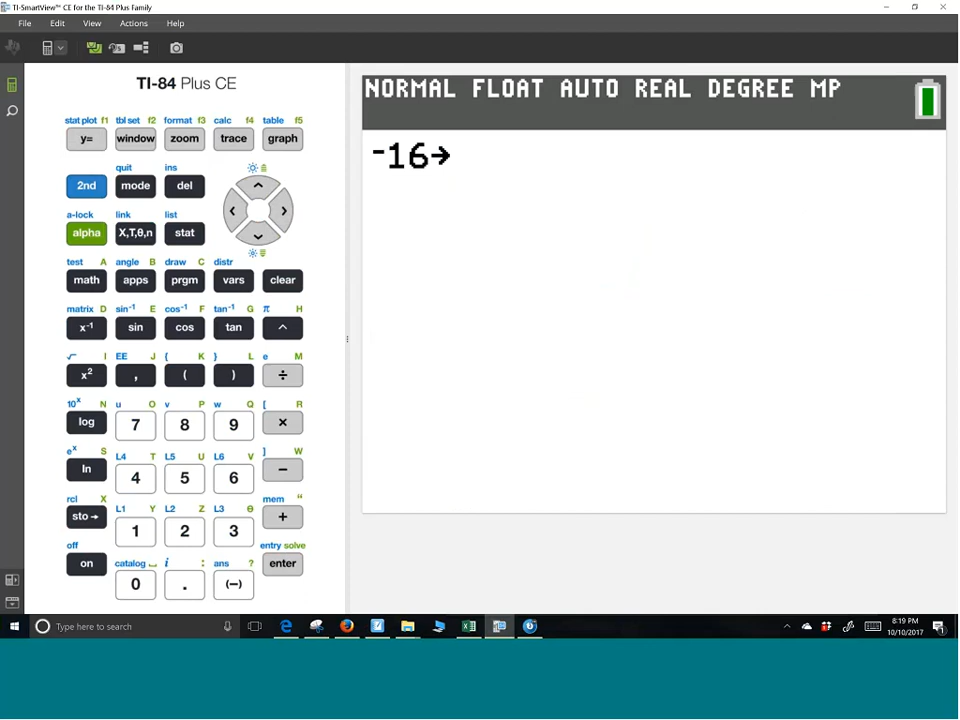 TI-SmartView™ CE for the TI-84 Plus Family
File Edit View Actions Help
TI-84 Plus CE
stat plot f1 tbl set f2 format f3 calc f4 table f5
y= window zoom trace graph
quit ins
2nd mode del
a-lock link list
alpha X,T,θ,n stat
test A angle B draw C distr
math apps prgm vars clear
matrix D sin⁻¹ E cos⁻¹ F tan⁻¹ G π H
x⁻¹ sin cos tan ^
√ I EE J { K } L e M
x² , ( ) ÷
10ˣ N u O v P w Q [ R
log 7 8 9 ×
eˣ S L4 T L5 U L6 V ] W
ln 4 5 6 −
rcl X L1 Y L2 Z L3 θ mem “
sto→ 1 2 3 +
off catalog ⎵ i : ans ? entry solve
on 0 . (−) enter
NORMAL FLOAT AUTO REAL DEGREE MP
-16→
Type here to search
8:19 PM
10/10/2017